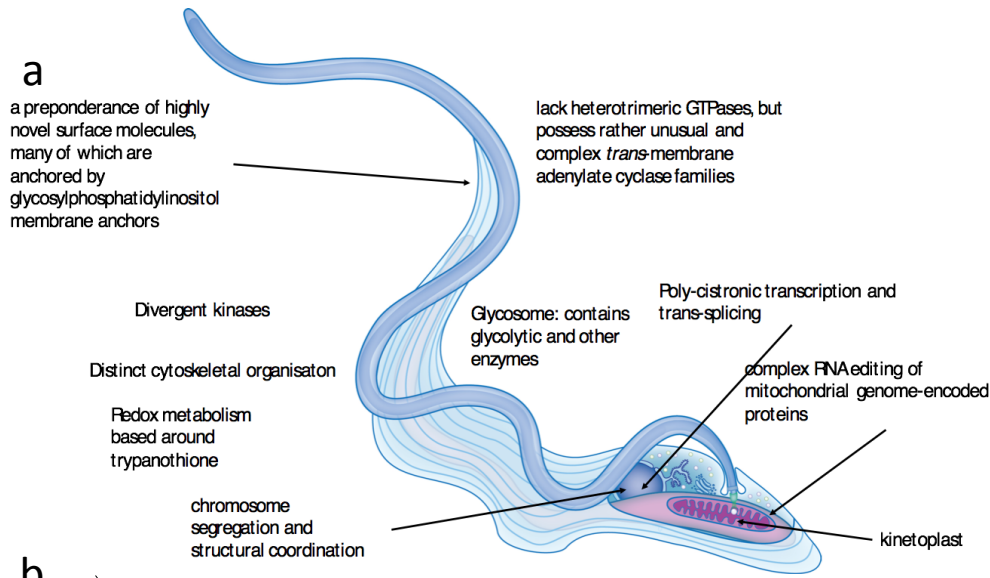 a
a preponderance of highly
novel surface molecules,
many of which are
anchored by
glycosylphosphatidylinositol
membrane anchors
lack heterotrimeric GTPases, but
possess rather unusual and
complex trans-membrane
adenylate cyclase families
Divergent kinases
Glycosome: contains
glycolytic and other
enzymes
Poly-cistronic transcription and
trans-splicing
Distinct cytoskeletal organisaton
complex RNA editing of
mitochondrial genome-encoded
proteins
Redox metabolism
based around
trypanothione
chromosome
segregation and
structural coordination
kinetoplast
b